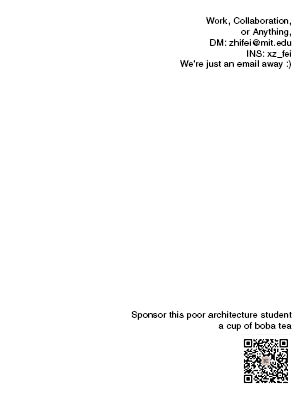 Work, Collaboration,
or Anything,
DM: zhifei@mit.edu
INS: xz_fei
We're just an email away :)
Sponsor this poor architecture student
a cup of boba tea